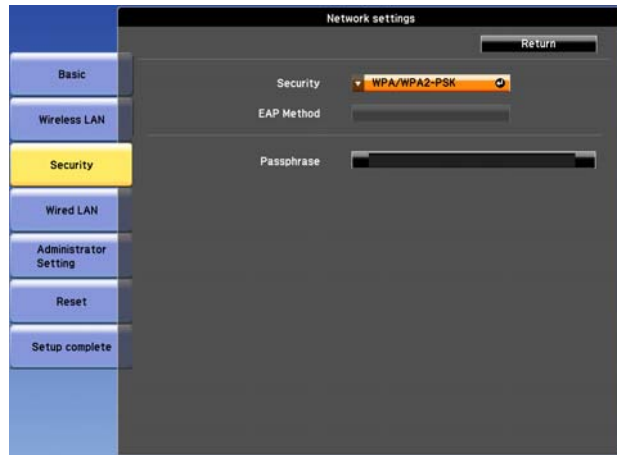 Network settings
Return
Basic
Security WPA/WPA2-PSK
Wireless LAN
EAP Method
Security
Passphrase
Wired LAN
Administrator
Setting
Reset
Setup complete